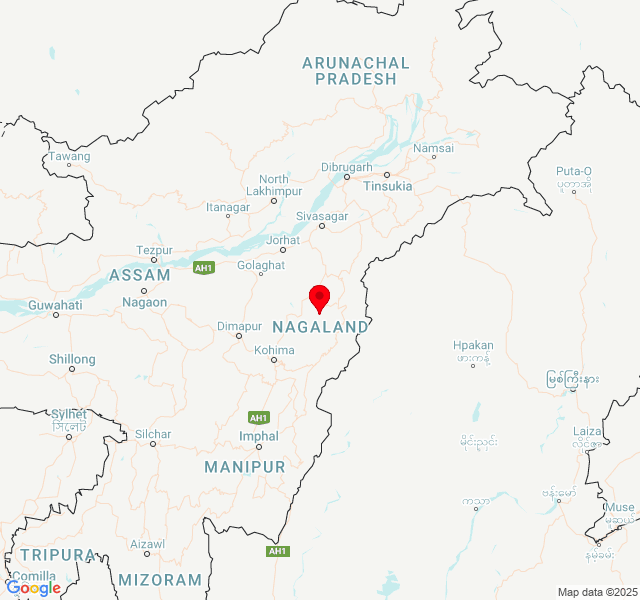 ARUNACHAL
PRADESH
Namsai
Tawang
Dibrugarh
Puta-O
ပူတာအို
North
Lakhimpur
Tinsukia
Itanagar
Sivasagar
Jorhat
Tezpur
AH1
Golaghat
ASSAM
Nagaon
Guwahati
NAGALAND
Dimapur
Hpakan
ဖားကန့်
Kohima
Shillong
မြစ်ကြီးနား
Sylhet
সিলেট
AH1
Silchar
Imphal
မိုင်းညှင်း
Laiza
လိုင်ဇာ
MANIPUR
ကသာ
ဗန်းမော်
Muse
မူဆယ်
AH1
Aizawl
TRIPURA
နမ့်ခမ်း
MIZORAM
Comilla
Google
Map data ©2025